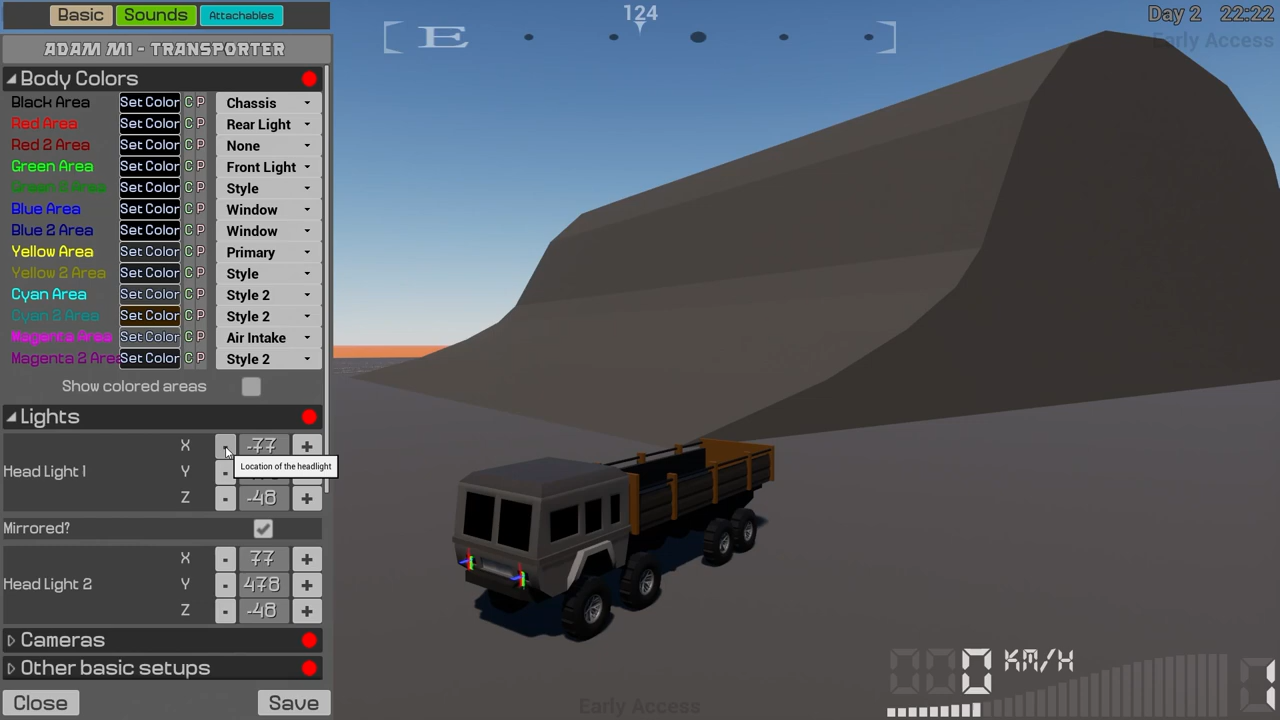 Basic Sounds Attachables
ADAM M1 - TRANSPORTER
Body Colors
Black Area Set Color C P Chassis
Red Area Set Color C P Rear Light
Red 2 Area Set Color C P None
Green Area Set Color C P Front Light
Green 2 Area Set Color C P Style
Blue Area Set Color C P Window
Blue 2 Area Set Color C P Window
Yellow Area Set Color C P Primary
Yellow 2 Area Set Color C P Style
Cyan Area Set Color C P Style 2
Cyan 2 Area Set Color C P Style 2
Magenta Area Set Color C P Air Intake
Magenta 2 Area Set Color C P Style 2
Show colored areas
Lights
X - -77 +
Location of the headlight
Head Light 1 Y -
Z - -48 +
Mirrored?
X - 77 +
Head Light 2 Y - 478 +
Z - -48 +
Cameras
Other basic setups
Close Save
124
E
Day 2 22:22
Early Access
0 KM/H
1
Early Access